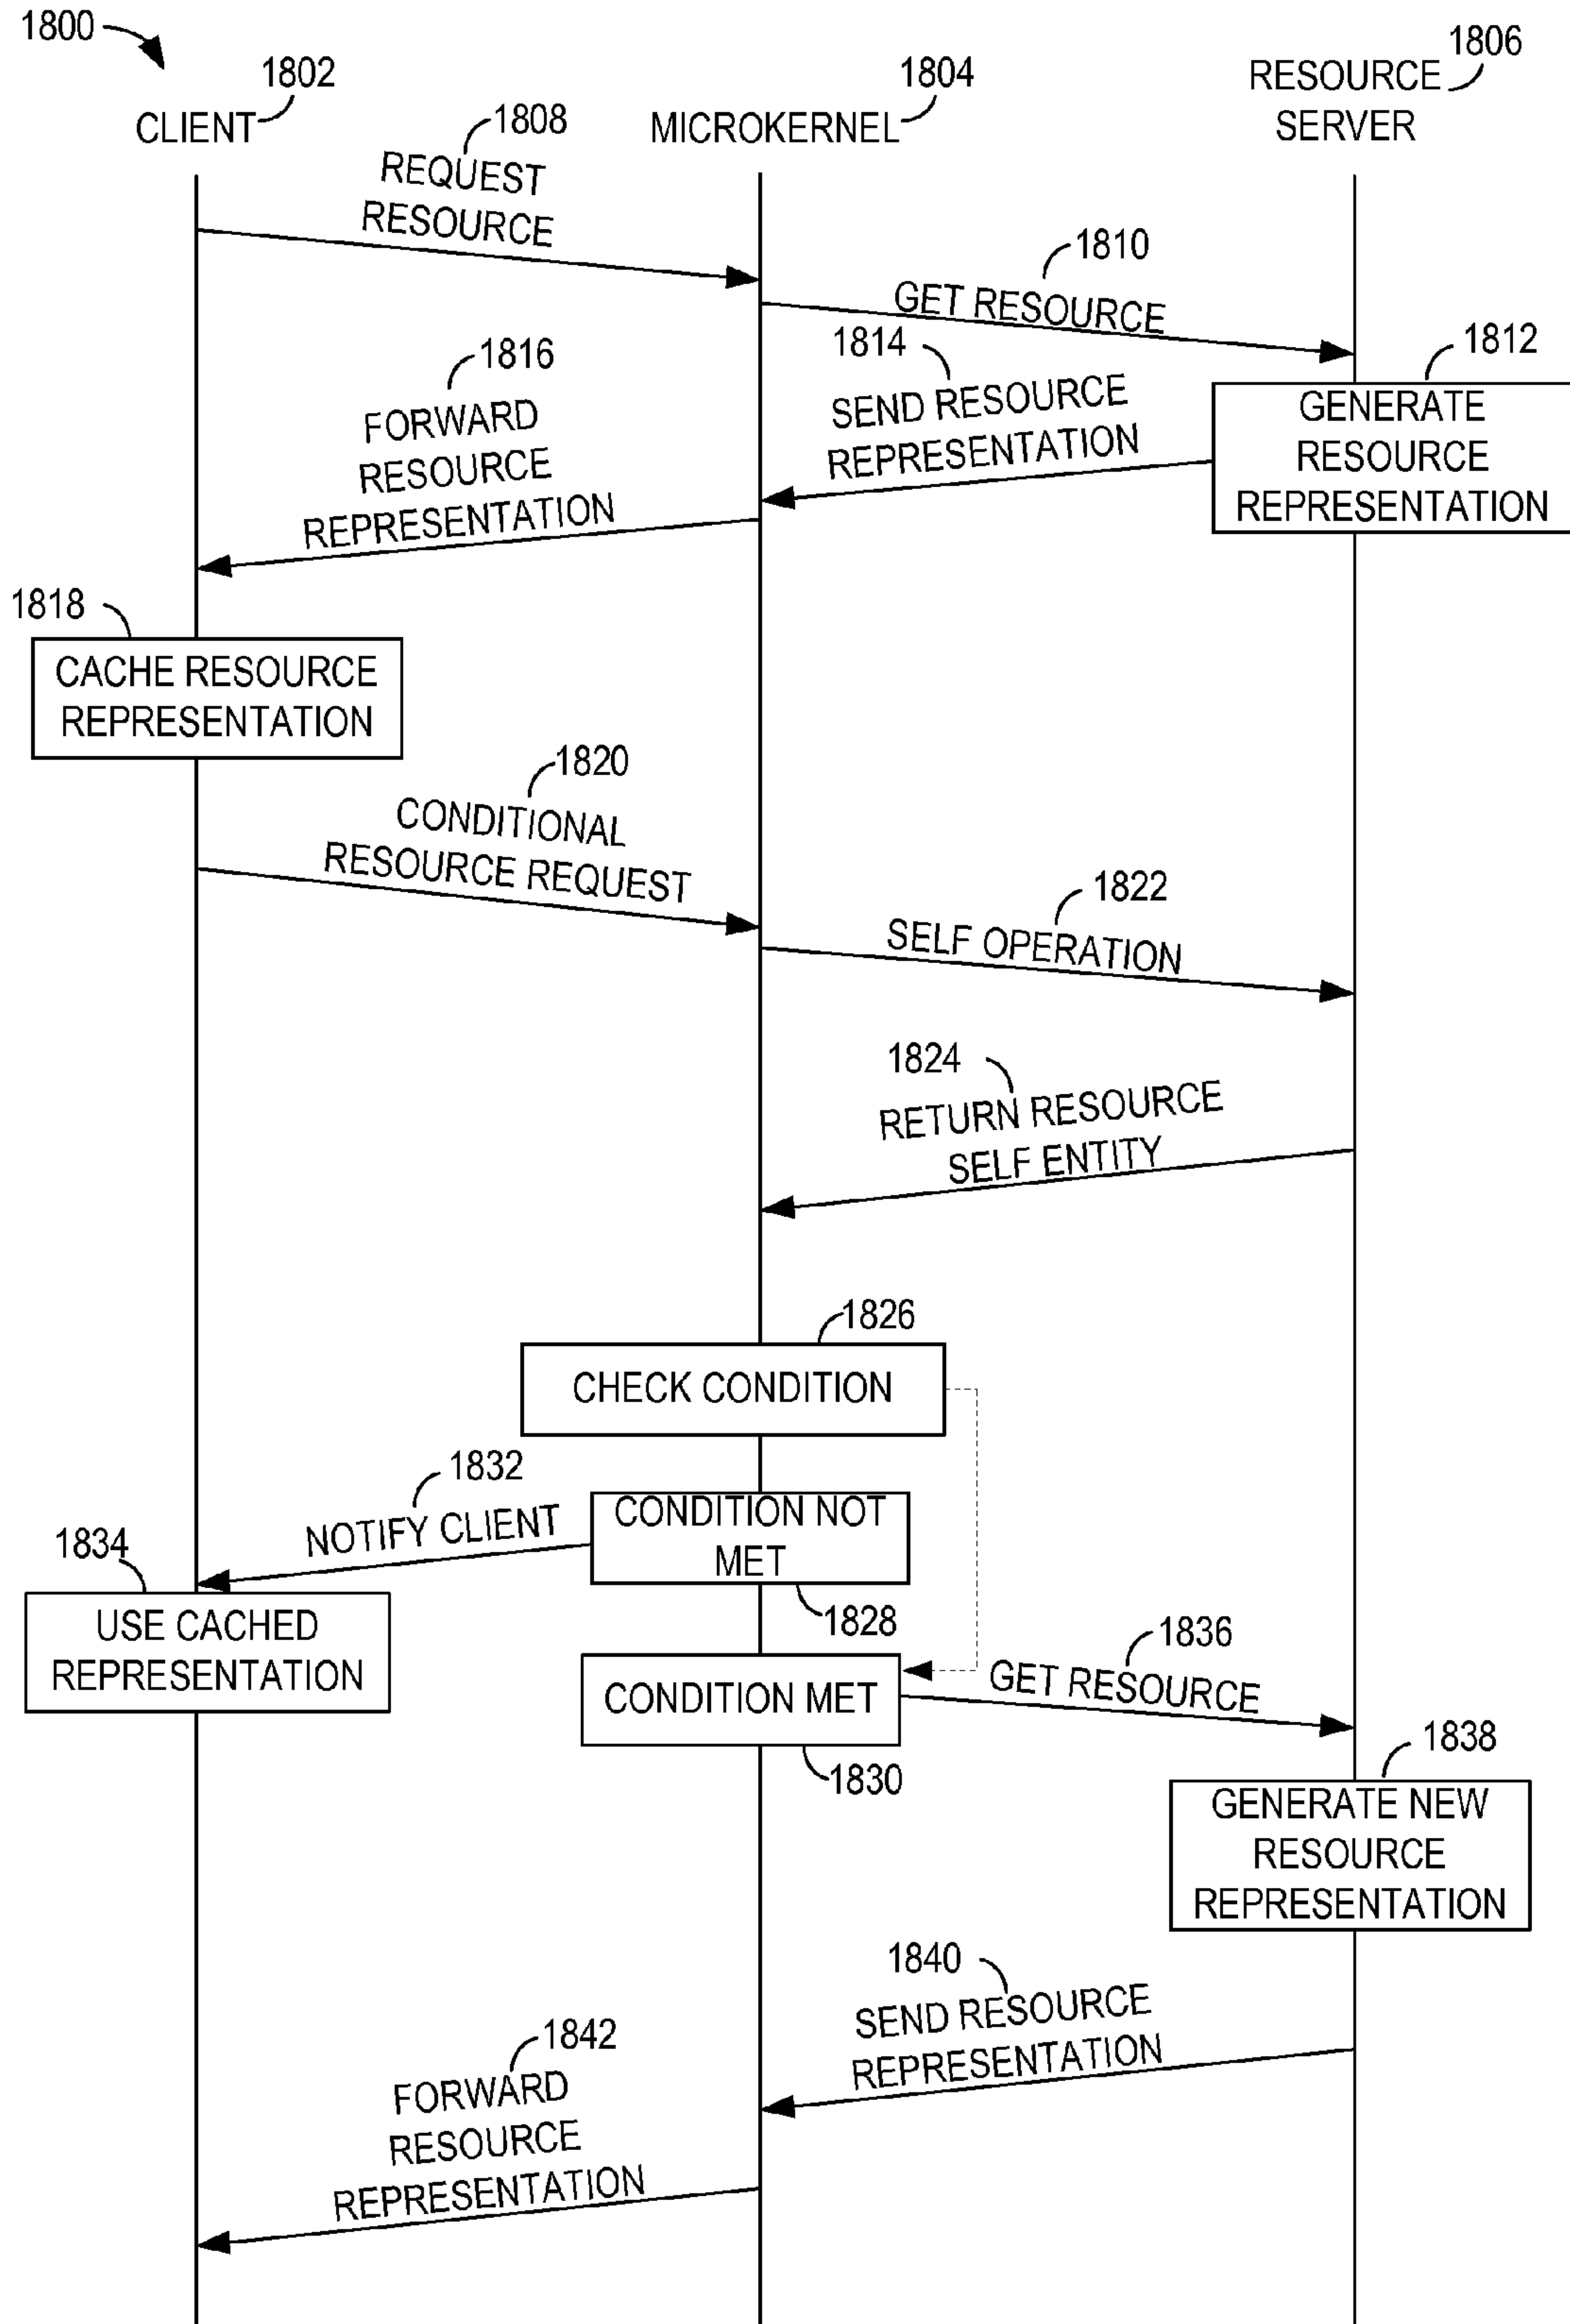 1800
1802
CLIENT
1804
MICROKERNEL
1806
RESOURCE
SERVER
1808
REQUEST
RESOURCE
1810
GET RESOURCE
1812
GENERATE
RESOURCE
REPRESENTATION
1814
SEND RESOURCE
REPRESENTATION
1816
FORWARD
RESOURCE
REPRESENTATION
1818
CACHE RESOURCE
REPRESENTATION
1820
CONDITIONAL
RESOURCE REQUEST
1822
SELF OPERATION
1824
RETURN RESOURCE
SELF ENTITY
1826
CHECK CONDITION
1832
NOTIFY CLIENT
CONDITION NOT
MET
1828
1834
USE CACHED
REPRESENTATION
CONDITION MET
1830
1836
GET RESOURCE
1838
GENERATE NEW
RESOURCE
REPRESENTATION
1840
SEND RESOURCE
REPRESENTATION
1842
FORWARD
RESOURCE
REPRESENTATION